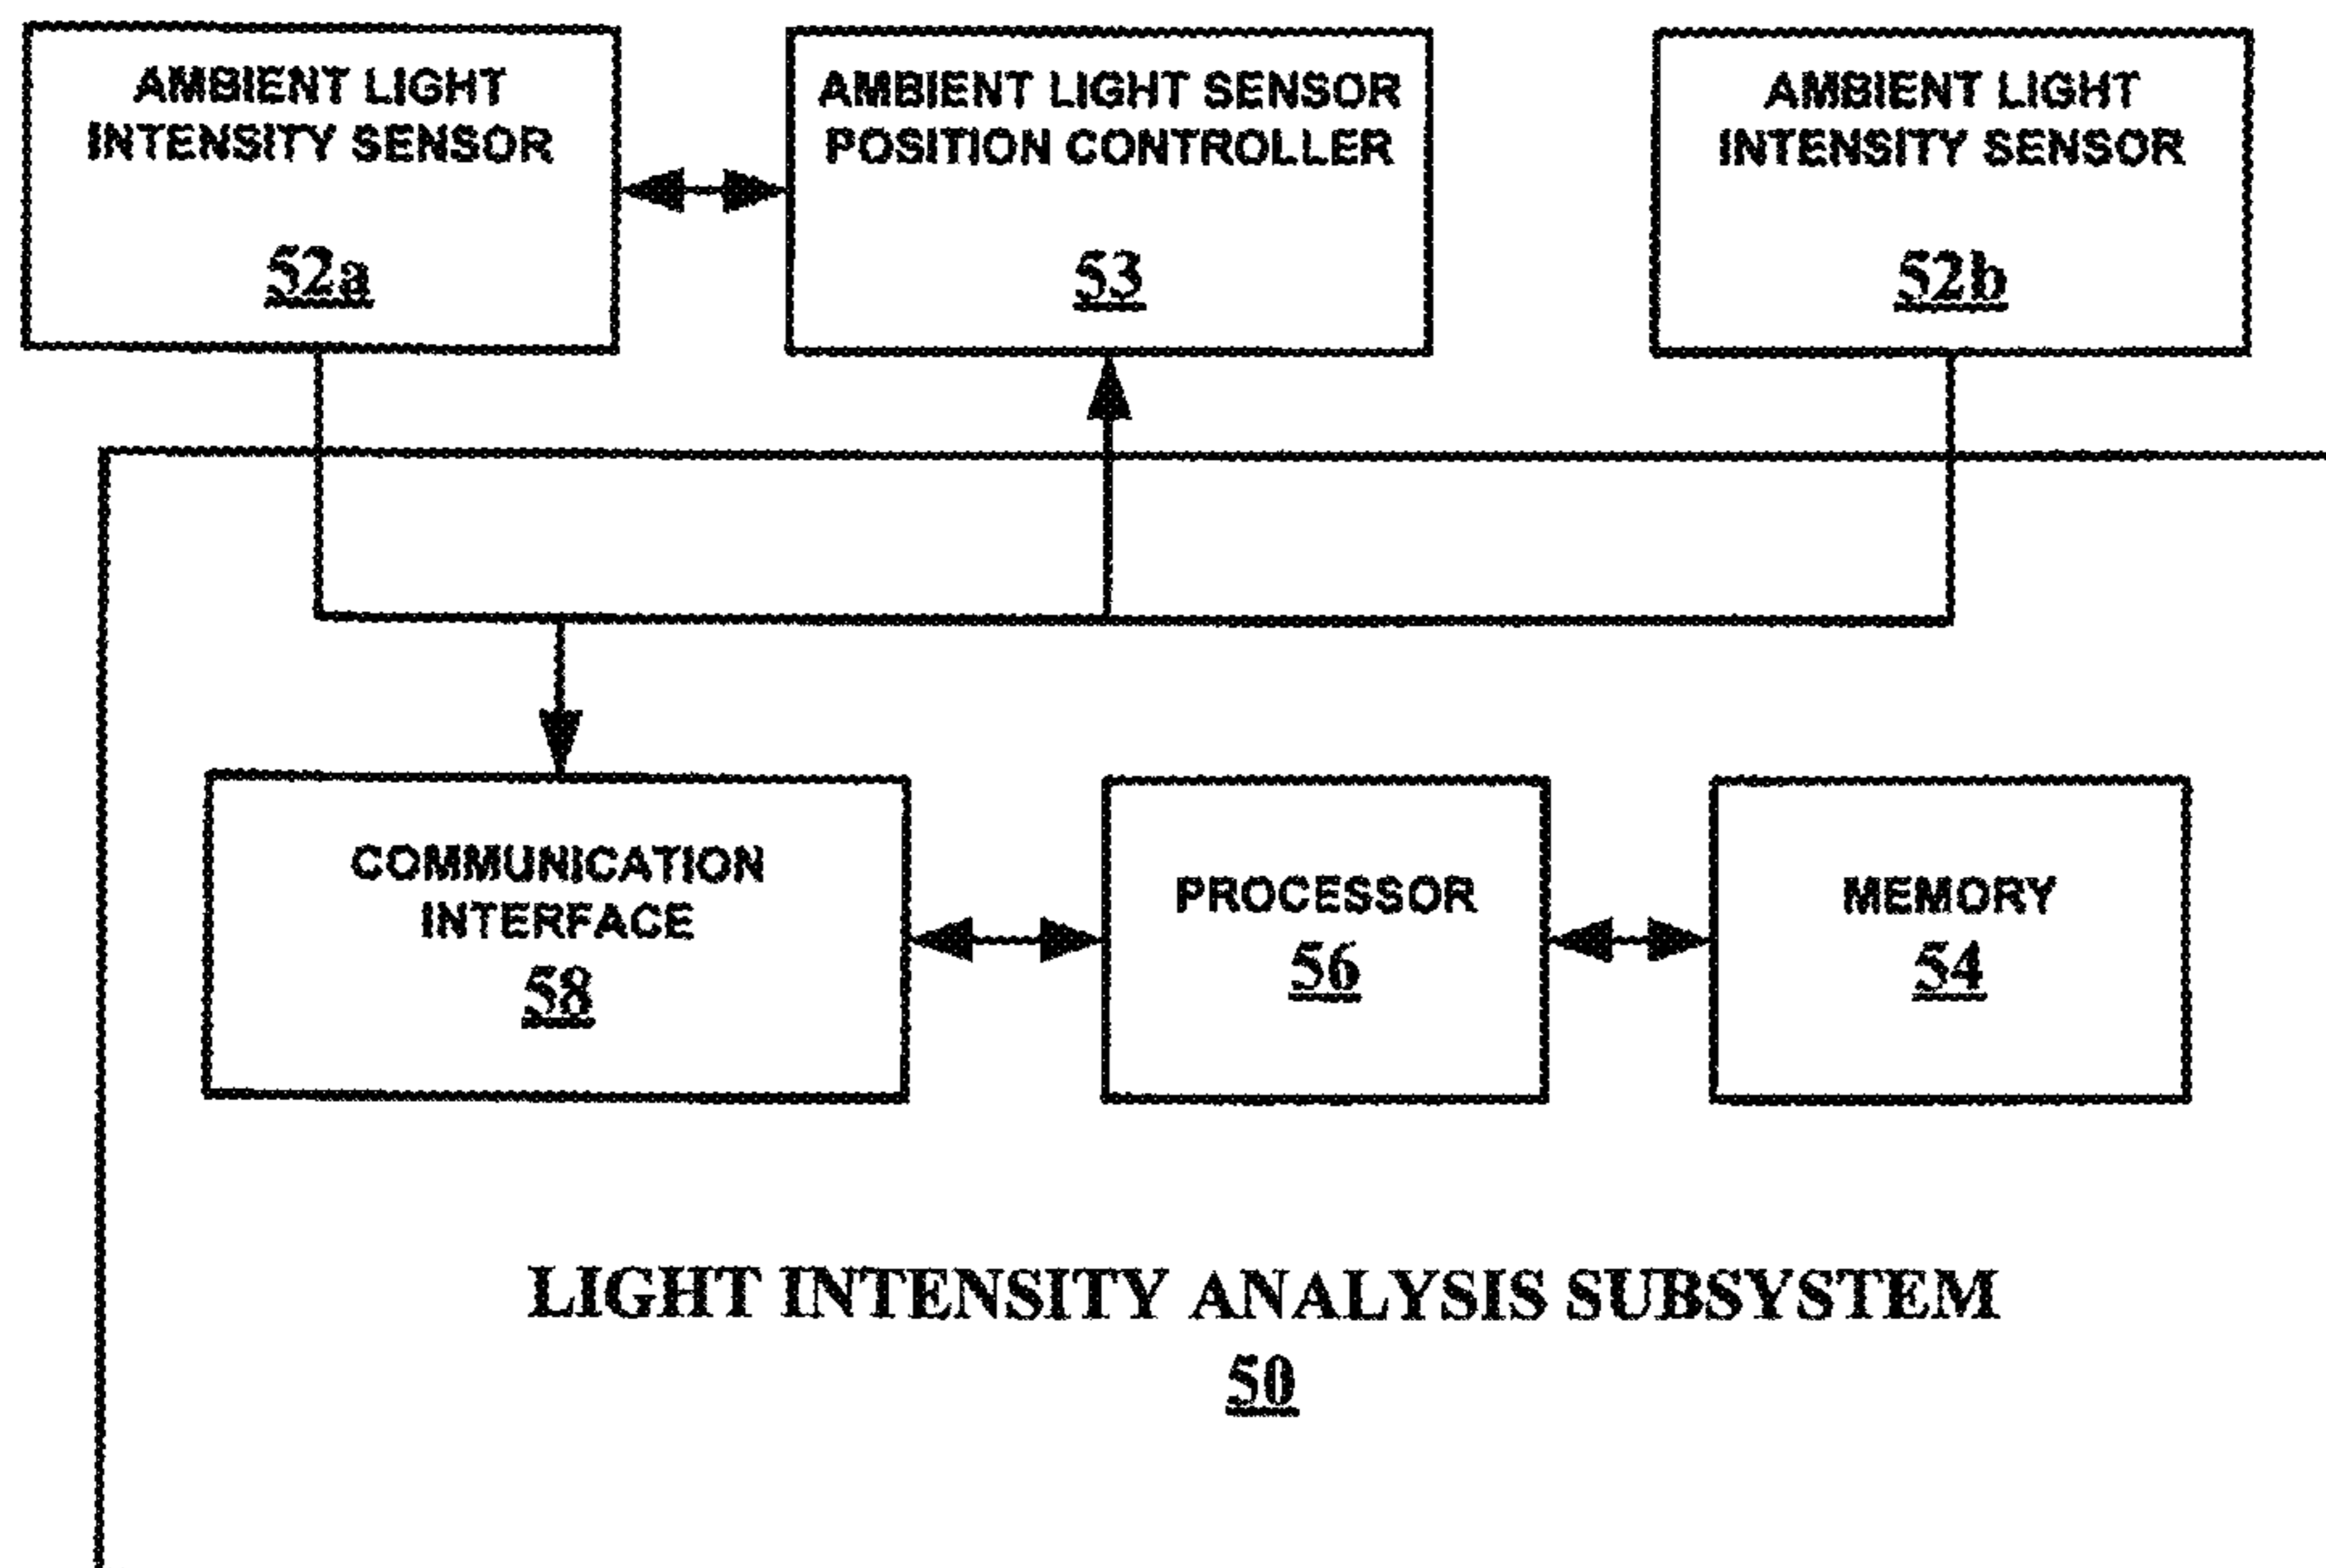 AMBIENT LIGHT
INTENSITY SENSOR
52a
AMBIENT LIGHT SENSOR
POSITION CONTROLLER
53
AMBIENT LIGHT
INTENSITY SENSOR
52b
COMMUNICATION
INTERFACE
58
PROCESSOR
56
MEMORY
54
LIGHT INTENSITY ANALYSIS SUBSYSTEM
50